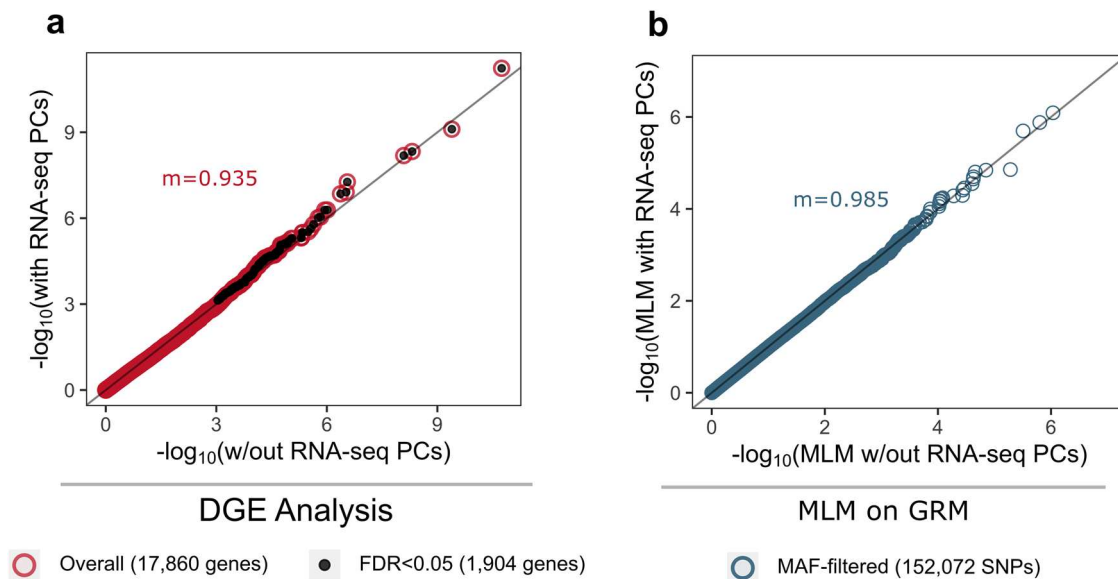 a
-log₁₀(with RNA-seq PCs)
9
6
3
0
m=0.935
0 3 6 9
-log₁₀(w/out RNA-seq PCs)
DGE Analysis
Overall (17,860 genes)
FDR<0.05 (1,904 genes)
b
-log₁₀(MLM with RNA-seq PCs)
6
4
2
0
m=0.985
0 2 4 6
-log₁₀(MLM w/out RNA-seq PCs)
MLM on GRM
MAF-filtered (152,072 SNPs)